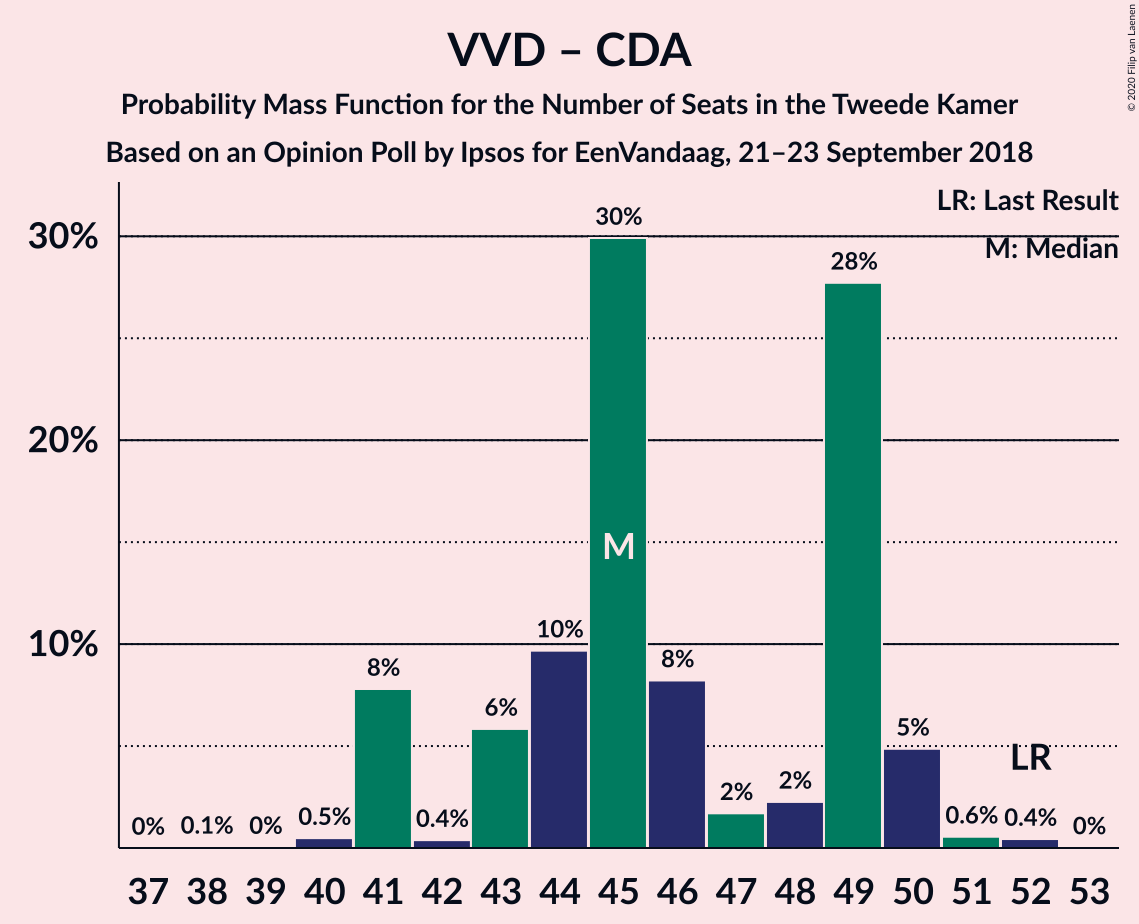 VVD – CDA
Probability Mass Function for the Number of Seats in the Tweede Kamer
Based on an Opinion Poll by Ipsos for EenVandaag, 21–23 September 2018
© 2020 Filip van Laenen
LR: Last Result
M: Median
30%
20%
10%
0% 0.1% 0% 0.5% 8% 0.4% 6% 10% 30% 8% 2% 2% 28% 5% 0.6% 0.4% 0%
M
LR
37 38 39 40 41 42 43 44 45 46 47 48 49 50 51 52 53